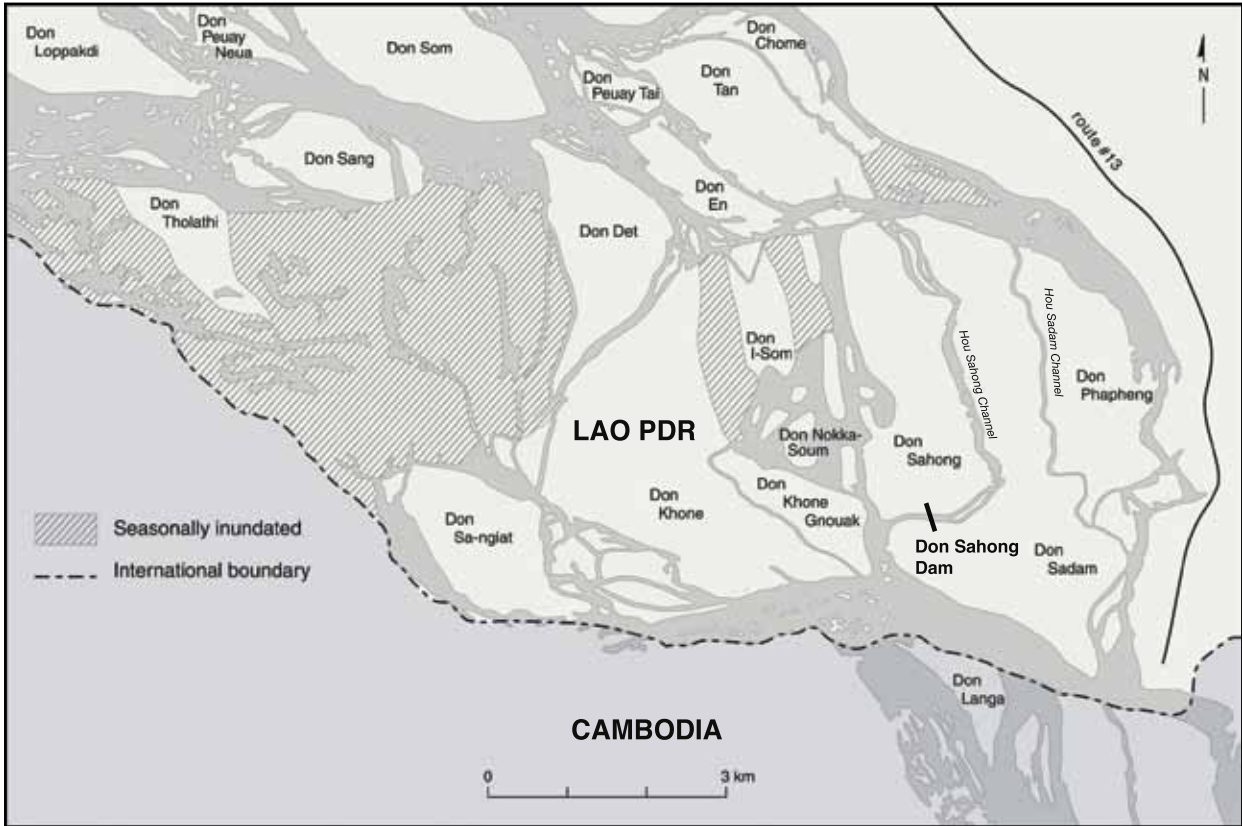 Don
Loppakdi
Don
Peuay
Neua
Don Som
Don
Chome
Don
Peuay Tai
Don
Tan
N
route #13
Don Sang
Don
Tholathi
Don
En
Don Det
Don
I-Som
Hou Sahong Channel
Hou Sadam Channel
Don
Phapheng
LAO PDR
Don Nokka-
Soum
Don
Sahong
Don
Khone
Don
Khone
Gnouak
Don
Sa-ngiat
Don Sahong
Dam
Don
Sadam
Seasonally inundated
International boundary
Don
Langa
CAMBODIA
0
3 km